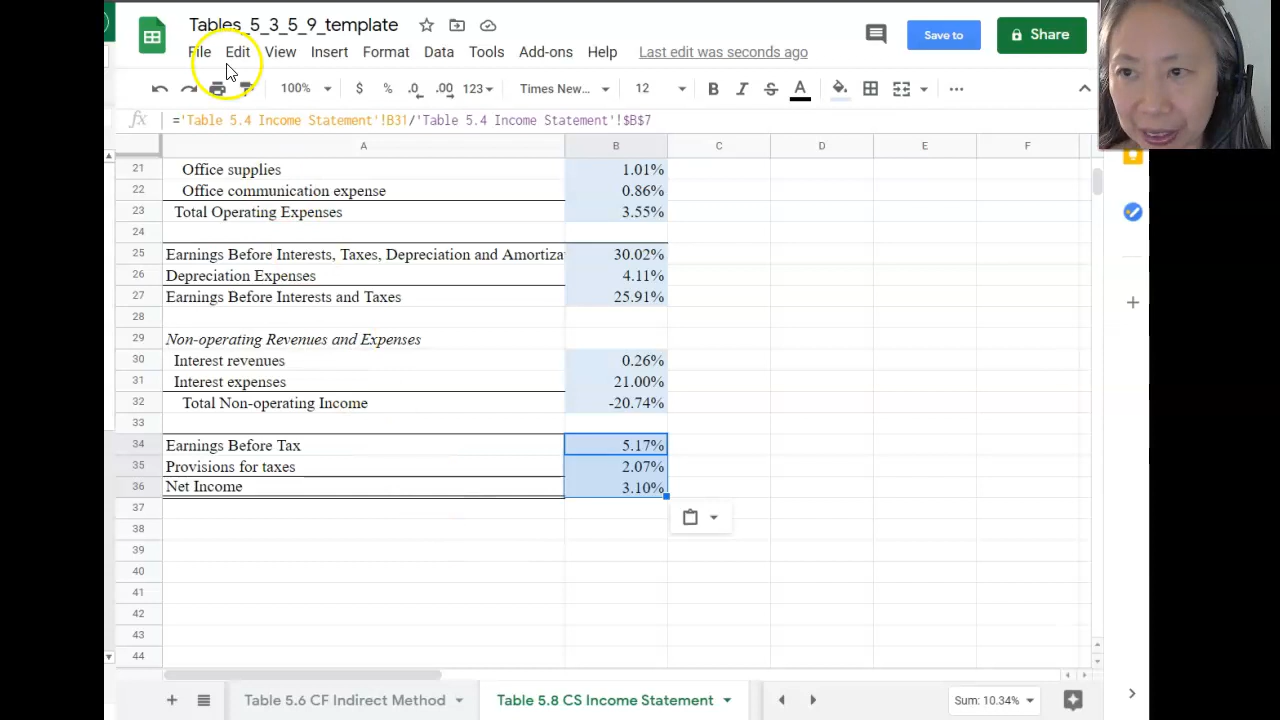 Tables_5_3_5_9_template
File Edit View Insert Format Data Tools Add-ons Help Last edit was seconds ago
Save to
Share
100% $ % .0 .00 123 Times New... 12 B I S A
fx ='Table 5.4 Income Statement'!B31/'Table 5.4 Income Statement'!$B$7
A B C D E F
21 Office supplies 1.01%
22 Office communication expense 0.86%
23 Total Operating Expenses 3.55%
24
25 Earnings Before Interests, Taxes, Depreciation and Amortiza 30.02%
26 Depreciation Expenses 4.11%
27 Earnings Before Interests and Taxes 25.91%
28
29 Non-operating Revenues and Expenses
30 Interest revenues 0.26%
31 Interest expenses 21.00%
32 Total Non-operating Income -20.74%
33
34 Earnings Before Tax 5.17%
35 Provisions for taxes 2.07%
36 Net Income 3.10%
37
38
39
40
41
42
43
44
Table 5.6 CF Indirect Method Table 5.8 CS Income Statement Sum: 10.34%